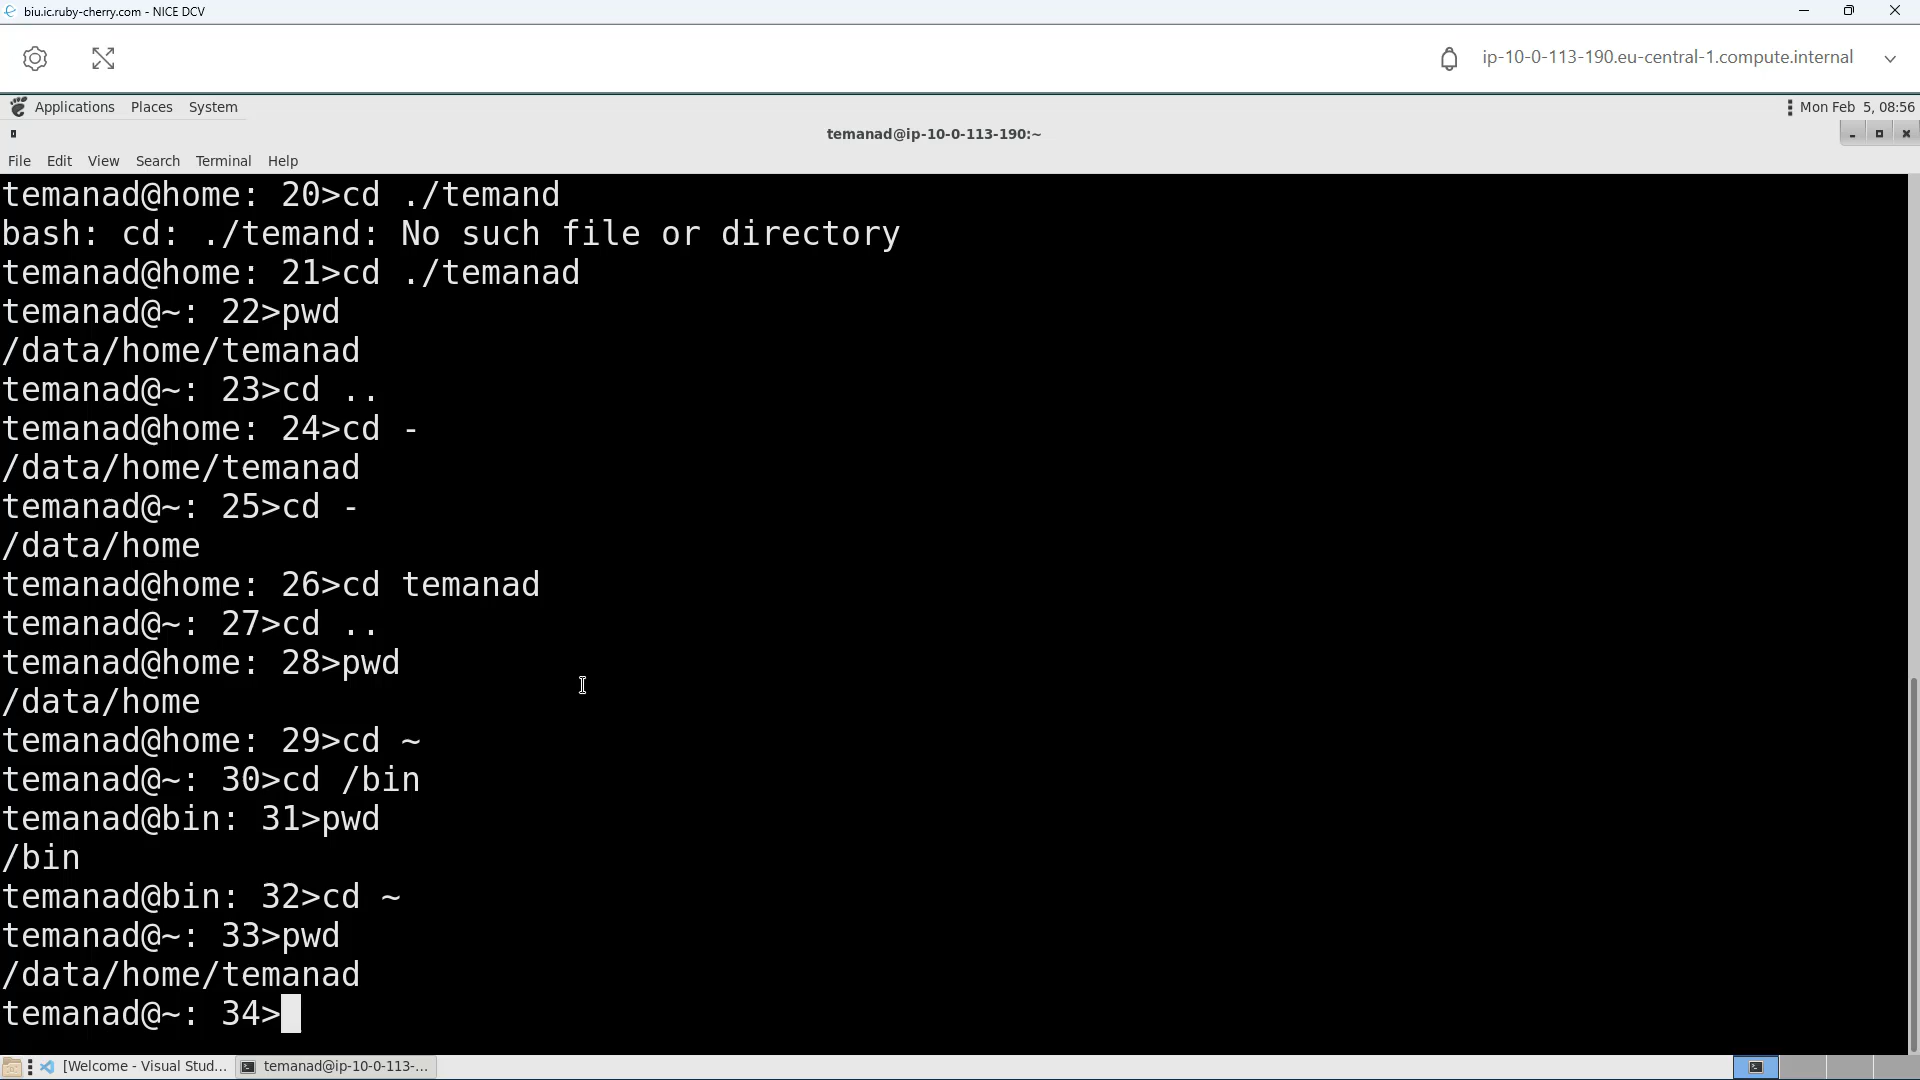 biu.ic.ruby-cherry.com - NICE DCV
ip-10-0-113-190.eu-central-1.compute.internal
Applications Places System Mon Feb 5, 08:56
temanad@ip-10-0-113-190:~
File Edit View Search Terminal Help
temanad@home: 20>cd ./temand
bash: cd: ./temand: No such file or directory
temanad@home: 21>cd ./temanad
temanad@~: 22>pwd
/data/home/temanad
temanad@~: 23>cd ..
temanad@home: 24>cd -
/data/home/temanad
temanad@~: 25>cd -
/data/home
temanad@home: 26>cd temanad
temanad@~: 27>cd ..
temanad@home: 28>pwd
/data/home
temanad@home: 29>cd ~
temanad@~: 30>cd /bin
temanad@bin: 31>pwd
/bin
temanad@bin: 32>cd ~
temanad@~: 33>pwd
/data/home/temanad
temanad@~: 34>
[Welcome - Visual Stud... temanad@ip-10-0-113-...